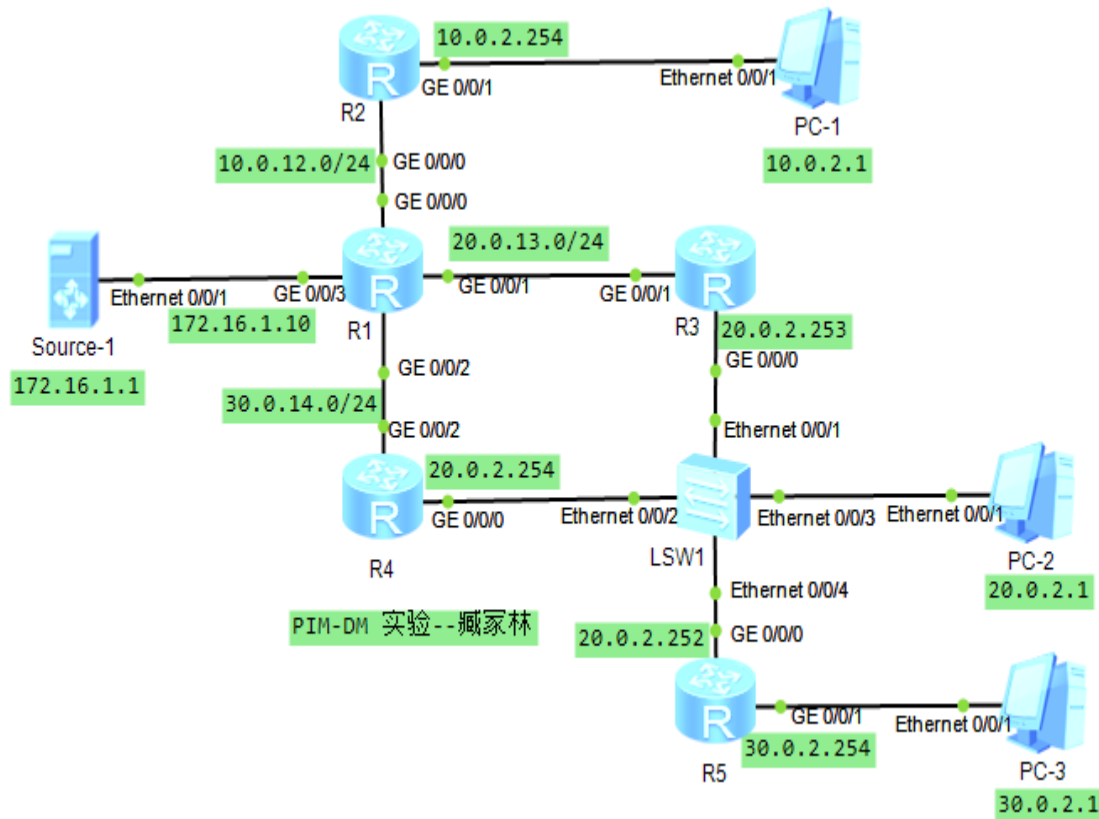 10.0.2.254
GE 0/0/1
Ethernet 0/0/1
R2
PC-1
10.0.2.1
10.0.12.0/24
GE 0/0/0
GE 0/0/0
20.0.13.0/24
Ethernet 0/0/1
GE 0/0/3
GE 0/0/1
GE 0/0/1
172.16.1.10
R1
R3
Source-1
172.16.1.1
20.0.2.253
GE 0/0/0
GE 0/0/2
30.0.14.0/24
GE 0/0/2
Ethernet 0/0/1
20.0.2.254
GE 0/0/0
Ethernet 0/0/2
Ethernet 0/0/3
Ethernet 0/0/1
R4
LSW1
PC-2
20.0.2.1
Ethernet 0/0/4
PIM-DM 实验--臧家林
20.0.2.252
GE 0/0/0
GE 0/0/1
Ethernet 0/0/1
30.0.2.254
R5
PC-3
30.0.2.1